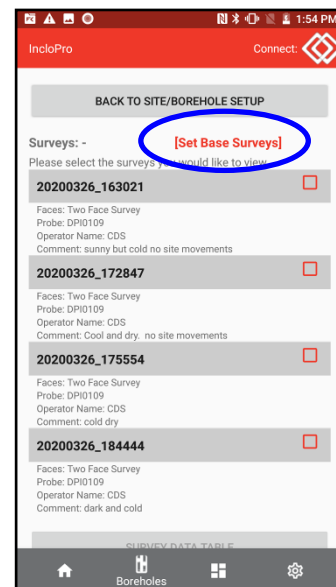 1:54 PM
IncloPro Connect:
BACK TO SITE/BOREHOLE SETUP
Surveys: - [Set Base Surveys]
Please select the surveys you would like to view
20200326_163021
Faces: Two Face Survey
Probe: DPI0109
Operator Name: CDS
Comment: sunny but cold no site movements
20200326_172847
Faces: Two Face Survey
Probe: DPI0109
Operator Name: CDS
Comment: Cool and dry.  no site movements
20200326_175554
Faces: Two Face Survey
Probe: DPI0109
Operator Name: CDS
Comment: cold dry
20200326_184444
Faces: Two Face Survey
Probe: DPI0109
Operator Name: CDS
Comment: dark and cold
SURVEY DATA TABLE
Boreholes